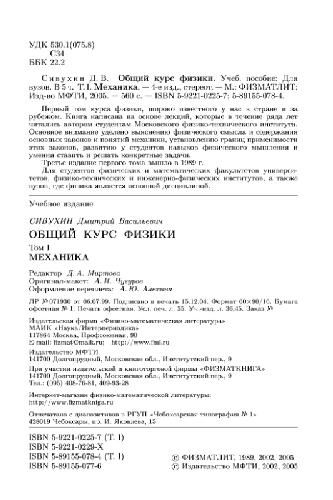 УДК 530.1(075.8)
С34
ББК 22.2
Сивухин Д. В. Общий курс физики. Учеб. пособие: Для
вузов. В 5 т. Т. I. Механика. — 4-е изд., стереот. — М.: ФИЗМАТЛИТ;
Изд-во МФТИ, 2005. — 560 с. — ISBN 5-9221-0225-7; 5-89155-078-4.
Первый том курса физики, широко известного у нас в стране и за
рубежом. Книга написана на основе лекций, которые в течение ряда лет
читались автором студентам Московского физико-технического института.
Основное внимание уделено выяснению физического смысла и содержания
основных законов и понятий механики, установлению границ применимости
этих законов, развитию у студентов навыков физического мышления и
умения ставить и решать конкретные задачи.
Третье издание первого тома вышло в 1989 г.
Для студентов физических и математических факультетов универси-
тетов, физико-технических и инженерно-физических институтов, а также
вузов, где физика является основной дисциплиной.
Учебное издание
СИВУХИН Дмитрий Васильевич
ОБЩИЙ КУРС ФИЗИКИ
Том I
МЕХАНИКА
Редактор Д. А.
Оригинал-макет: А. М.
Оформление переплета: А. Ю.
ЛР № 071930 от 06.07.99. Подписано в печать 15.12.04. Формат 60×90/16. Бумага
офсетная № 1. Печать офсетная. Усл. печ. л. 35. Уч.-изд. л. 36,45. Заказ №
Издательская фирма «Физико-математическая литература»
МАИК «Наука/Интерпериодика»
117864 Москва, Профсоюзная, 90
E-mail: fizmat@maik.ru; http://www.fml.ru
Издательство МФТИ
141700 Долгопрудный, Московская обл., Институтский пер., 9
При участии издательской и книготорговой фирмы «ФИЗМАТКНИГА»
141700 Долгопрудный, Московская обл., Институтский пер., 9
Тел.: (095) 408-76-81, 409-93-28
Интернет-магазин физико-математической литературы:
http://www.fizmatkniga.ru
Отпечатано с диапозитивов в РГУП «Чебоксарская типография № 1»
428019 Чебоксары, пр. И. Яковлева, 15
ISBN 5-9221-0225-7 (Т. I)
ISBN 5-9221-0229-X
ISBN 5-89155-078-4 (Т. I)
ISBN 5-89155-077-6
© ФИЗМАТЛИТ, 1989, 2002, 2005
© Издательство МФТИ, 2002, 2005